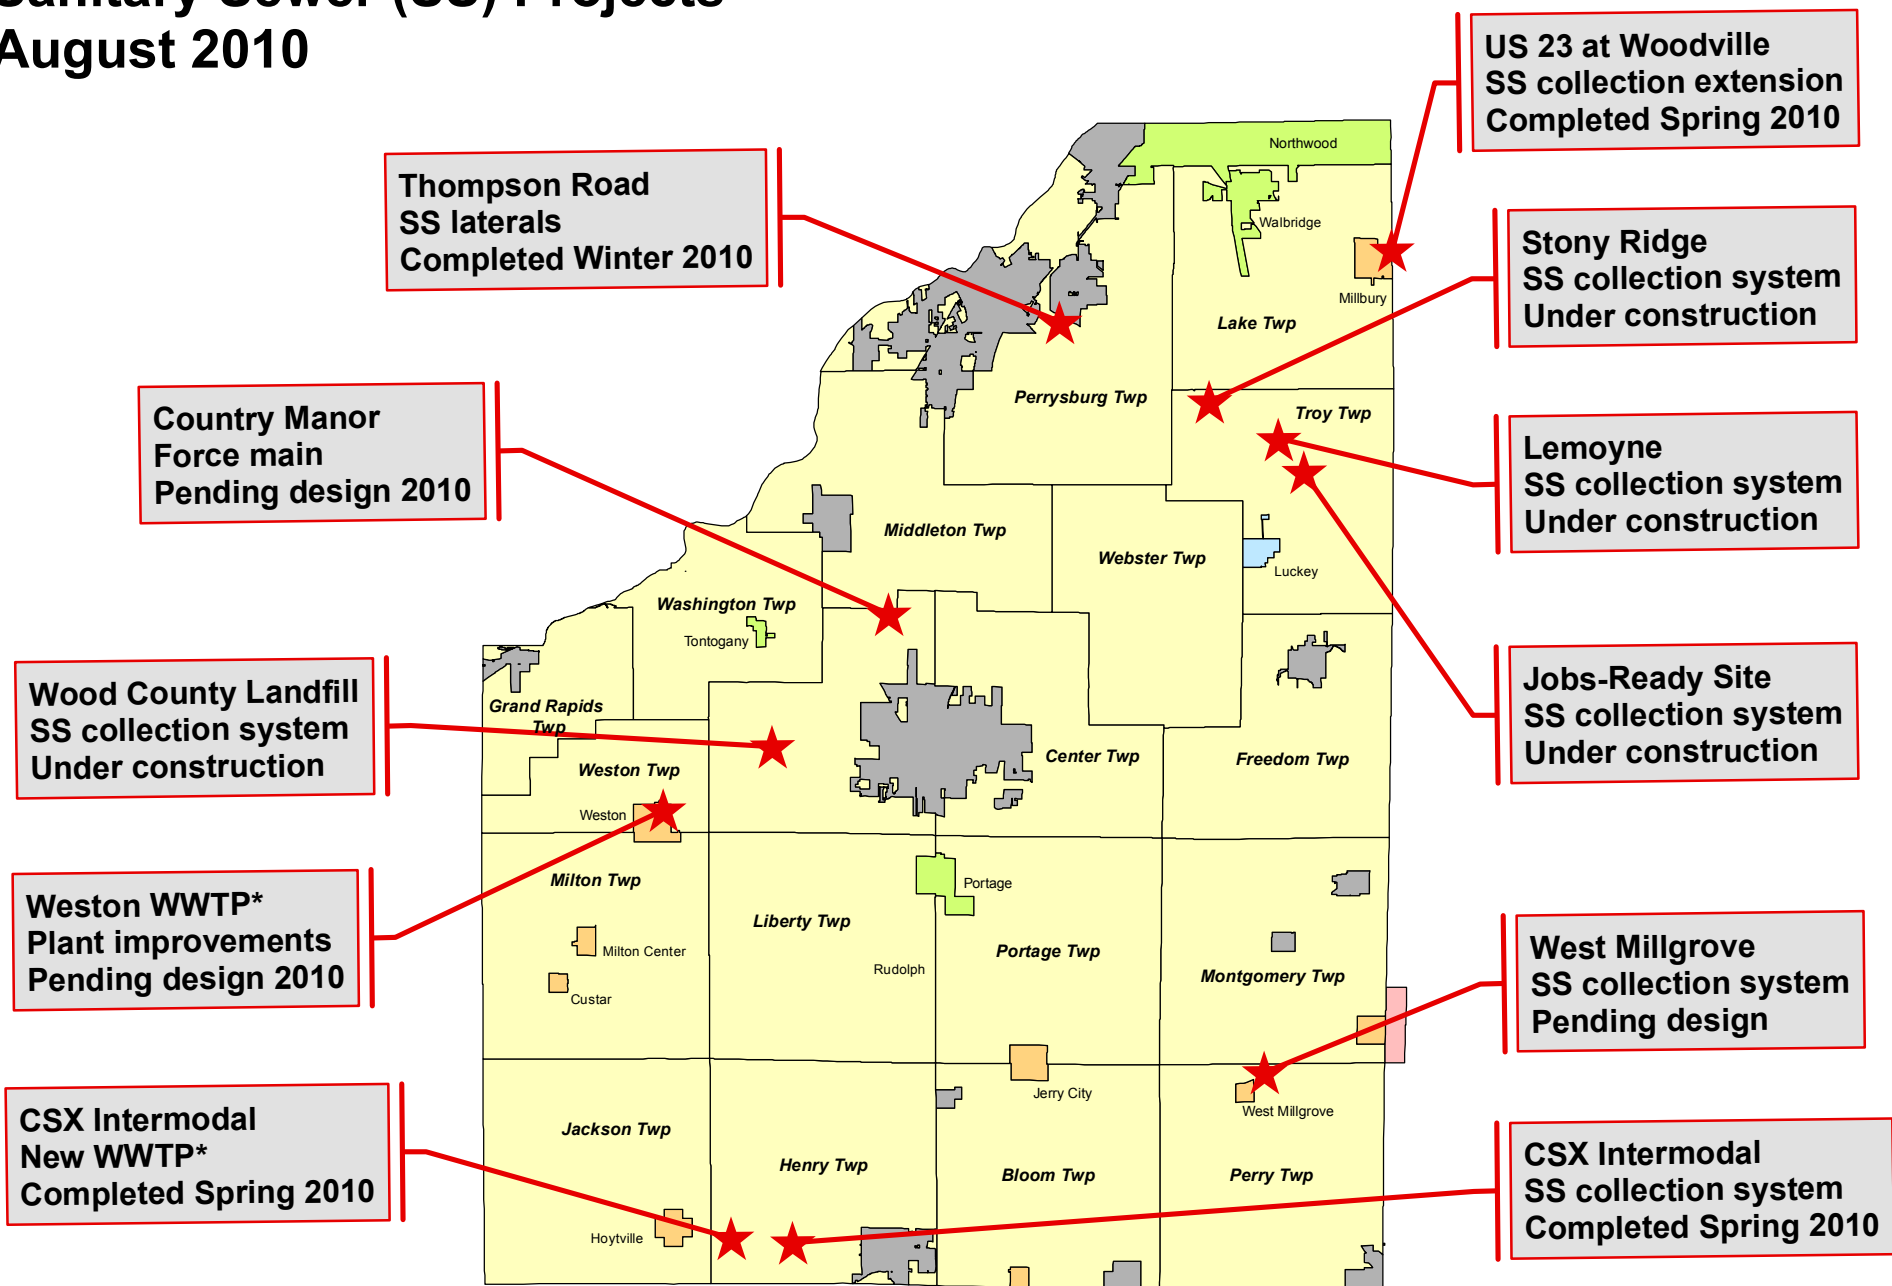 Sanitary Sewer (SS) Projects
August 2010
US 23 at Woodville
SS collection extension
Completed Spring 2010
Thompson Road
SS laterals
Completed Winter 2010
Stony Ridge
SS collection system
Under construction
Country Manor
Force main
Pending design 2010
Lemoyne
SS collection system
Under construction
Wood County Landfill
SS collection system
Under construction
Jobs-Ready Site
SS collection system
Under construction
Weston WWTP*
Plant improvements
Pending design 2010
West Millgrove
SS collection system
Pending design
CSX Intermodal
New WWTP*
Completed Spring 2010
CSX Intermodal
SS collection system
Completed Spring 2010
Northwood
Walbridge
Millbury
Lake Twp
Perrysburg Twp
Troy Twp
Middleton Twp
Webster Twp
Luckey
Washington Twp
Tontogany
Grand Rapids
Twp
Weston Twp
Center Twp
Freedom Twp
Weston
Milton Twp
Portage
Liberty Twp
Milton Center
Portage Twp
Rudolph
Montgomery Twp
Custar
Jerry City
West Millgrove
Jackson Twp
Henry Twp
Bloom Twp
Perry Twp
Hoytville